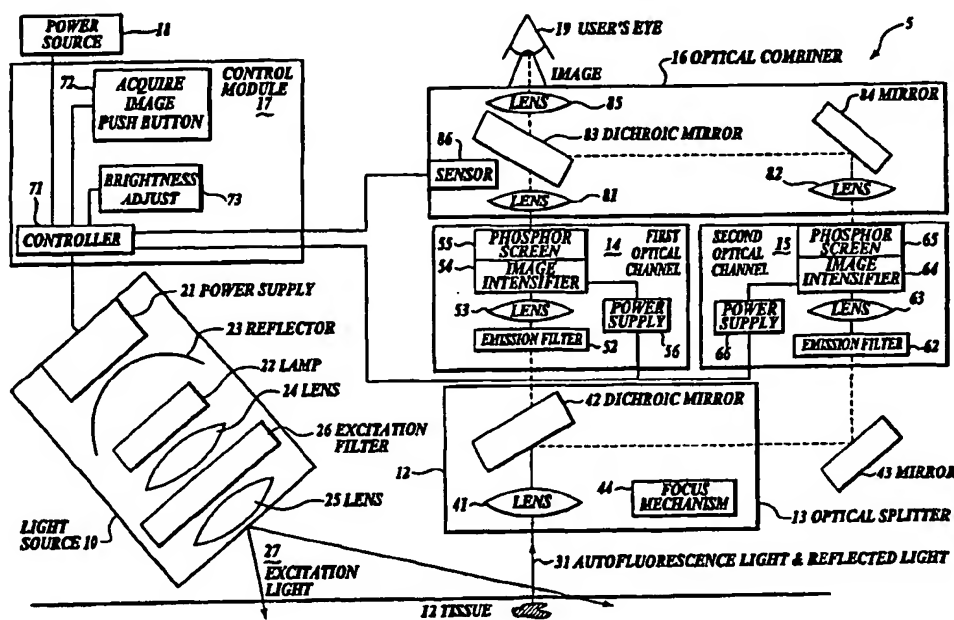 POWER SOURCE
11
19 USER'S EYE
5
IMAGE
16 OPTICAL COMBINER
CONTROL MODULE
17
72
ACQUIRE IMAGE PUSH BUTTON
LENS
85
84 MIRROR
83 DICHROIC MIRROR
86
SENSOR
BRIGHTNESS ADJUST
73
71
CONTROLLER
LENS
81
82
LENS
55
PHOSPHOR SCREEN
54
IMAGE INTENSIFIER
14
FIRST OPTICAL CHANNEL
SECOND OPTICAL CHANNEL
15
PHOSPHOR SCREEN
65
IMAGE INTENSIFIER
64
21 POWER SUPPLY
23 REFLECTOR
53
LENS
POWER SUPPLY
56
POWER SUPPLY
66
LENS
63
EMISSION FILTER
52
EMISSION FILTER
62
22 LAMP
24 LENS
26 EXCITATION FILTER
25 LENS
42 DICHROIC MIRROR
12
43 MIRROR
41
LENS
44
FOCUS MECHANISM
13 OPTICAL SPLITTER
LIGHT SOURCE 10
27
EXCITATION LIGHT
31 AUTOFLUORESCENCE LIGHT & REFLECTED LIGHT
12 TISSUE